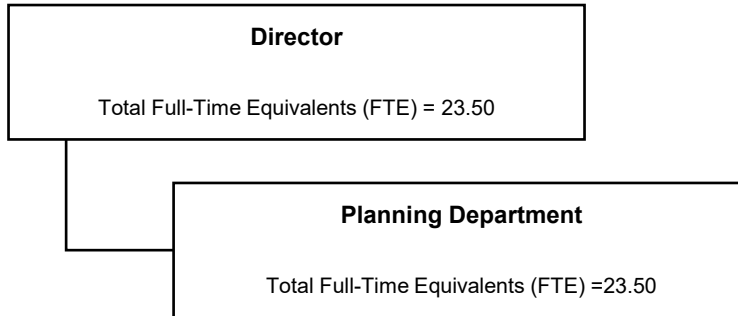 Director
Total Full-Time Equivalents (FTE) = 23.50
Planning Department
Total Full-Time Equivalents (FTE) =23.50